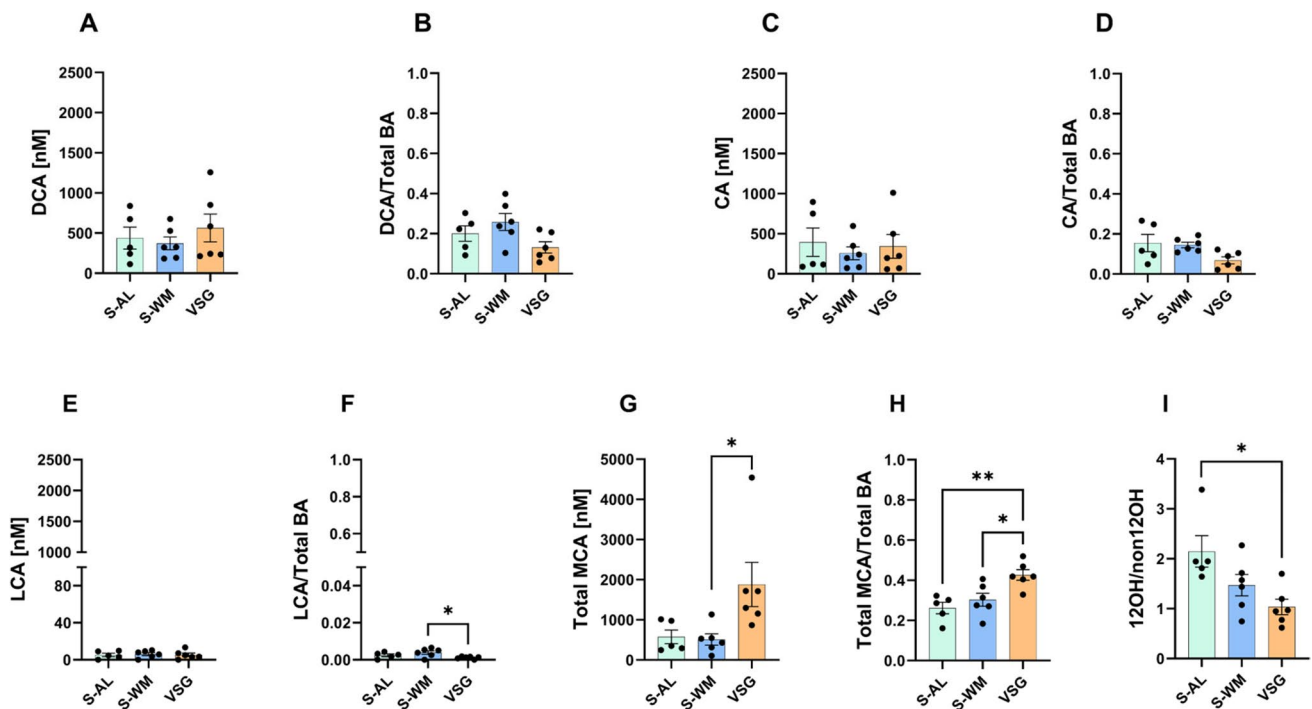 A
B
C
D
DCA [nM]
2500
2000
1500
1000
500
0
S-AL
S-WM
VSG
DCA/Total BA
1.0
0.8
0.6
0.4
0.2
0.0
S-AL
S-WM
VSG
CA [nM]
2500
2000
1500
1000
500
0
S-AL
S-WM
VSG
CA/Total BA
1.0
0.8
0.6
0.4
0.2
0.0
S-AL
S-WM
VSG
E
F
G
H
I
LCA [nM]
2500
2000
1500
1000
80
40
0
S-AL
S-WM
VSG
LCA/Total BA
1.0
0.8
0.6
0.04
0.02
0.00
*
S-AL
S-WM
VSG
Total MCA [nM]
5000
4000
3000
2000
1000
0
*
S-AL
S-WM
VSG
Total MCA/Total BA
1.0
0.8
0.6
0.4
0.2
0.0
**
*
S-AL
S-WM
VSG
12OH/non12OH
4
3
2
1
0
*
S-AL
S-WM
VSG